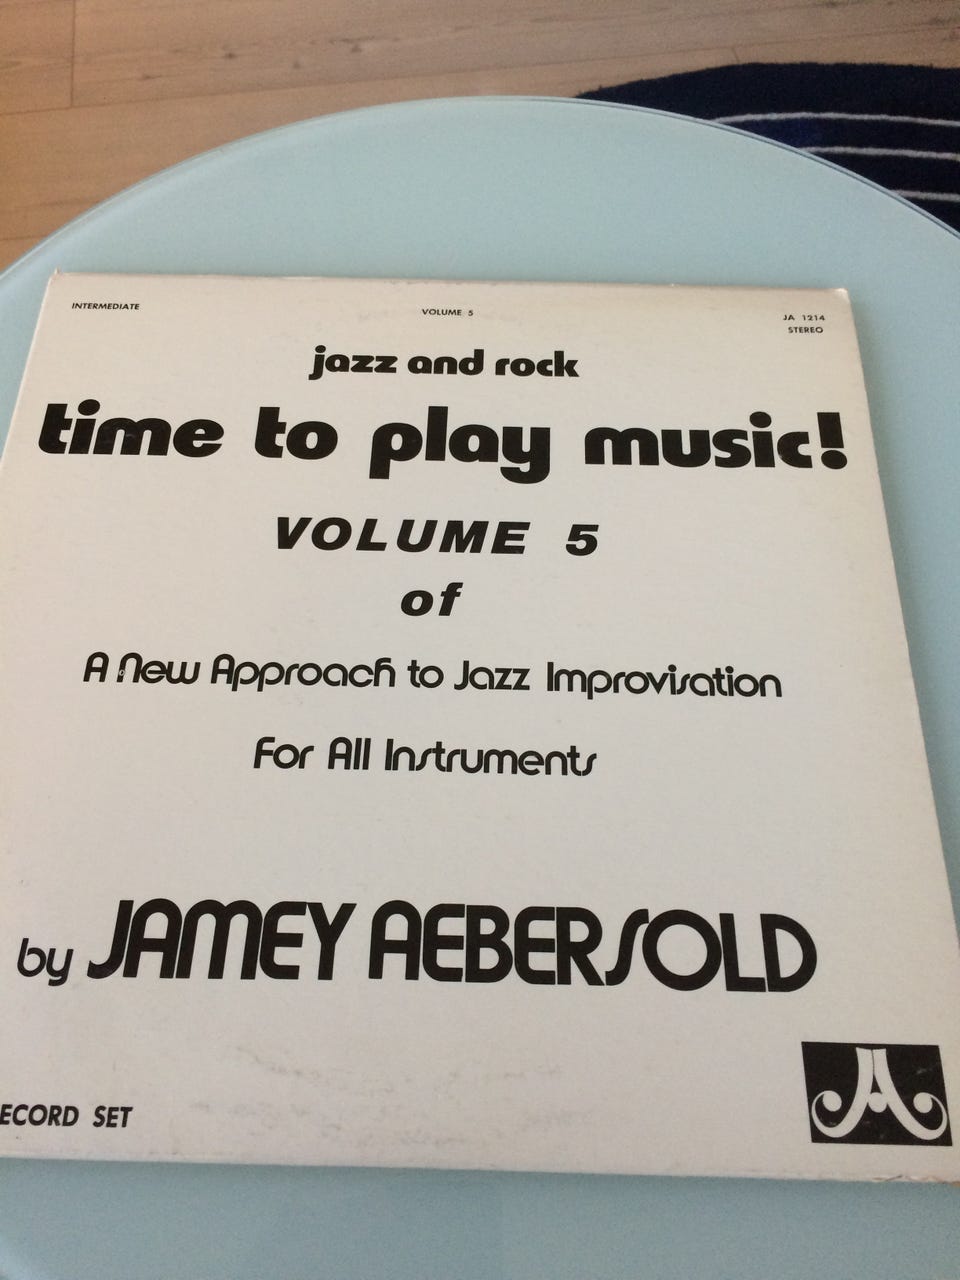 INTERMEDIATE
VOLUME 5
JA 1214
STEREO
jazz and rock
time to play music!
VOLUME 5
of
A New Approach to Jazz Improvisation
For All Instruments
by JAMEY AEBERSOLD
ECORD SET
JA